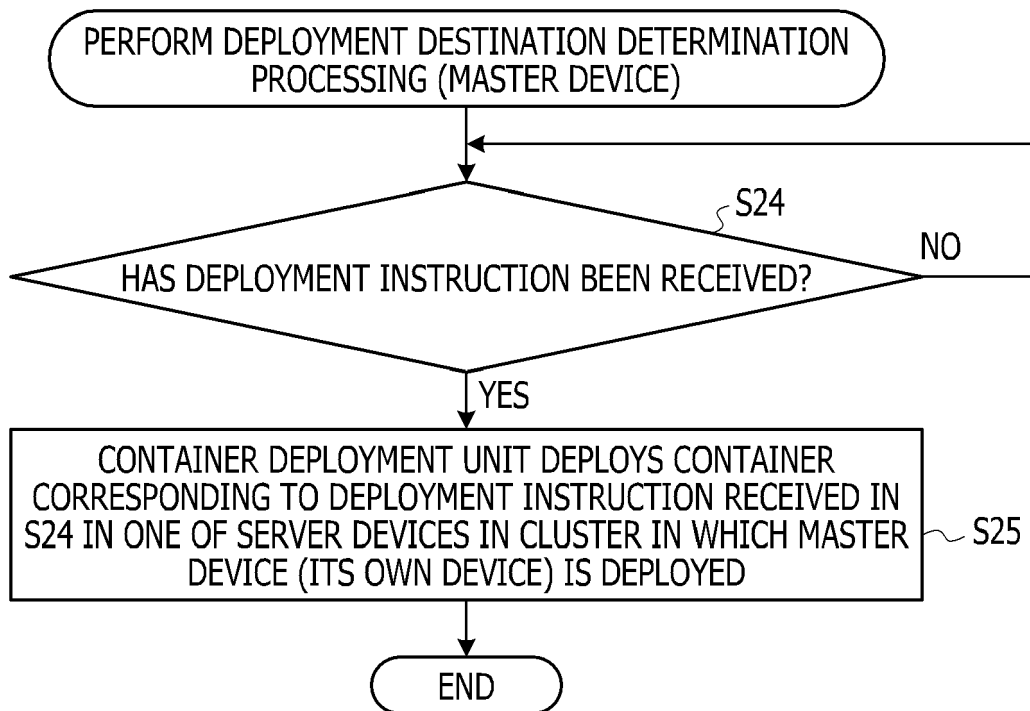 PERFORM DEPLOYMENT DESTINATION DETERMINATION
PROCESSING (MASTER DEVICE)
S24
NO
HAS DEPLOYMENT INSTRUCTION BEEN RECEIVED?
YES
CONTAINER DEPLOYMENT UNIT DEPLOYS CONTAINER
CORRESPONDING TO DEPLOYMENT INSTRUCTION RECEIVED IN
S24 IN ONE OF SERVER DEVICES IN CLUSTER IN WHICH MASTER
DEVICE (ITS OWN DEVICE) IS DEPLOYED
S25
END